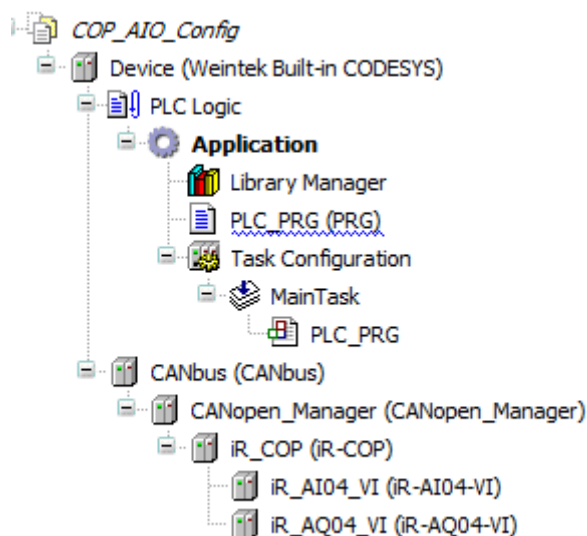 COP_AIO_Config
Device (Weintek Built-in CODESYS)
PLC Logic
Application
Library Manager
PLC_PRG (PRG)
Task Configuration
MainTask
PLC_PRG
CANbus (CANbus)
CANopen_Manager (CANopen_Manager)
iR_COP (iR-COP)
iR_AI04_VI (iR-AI04-VI)
iR_AQ04_VI (iR-AQ04-VI)